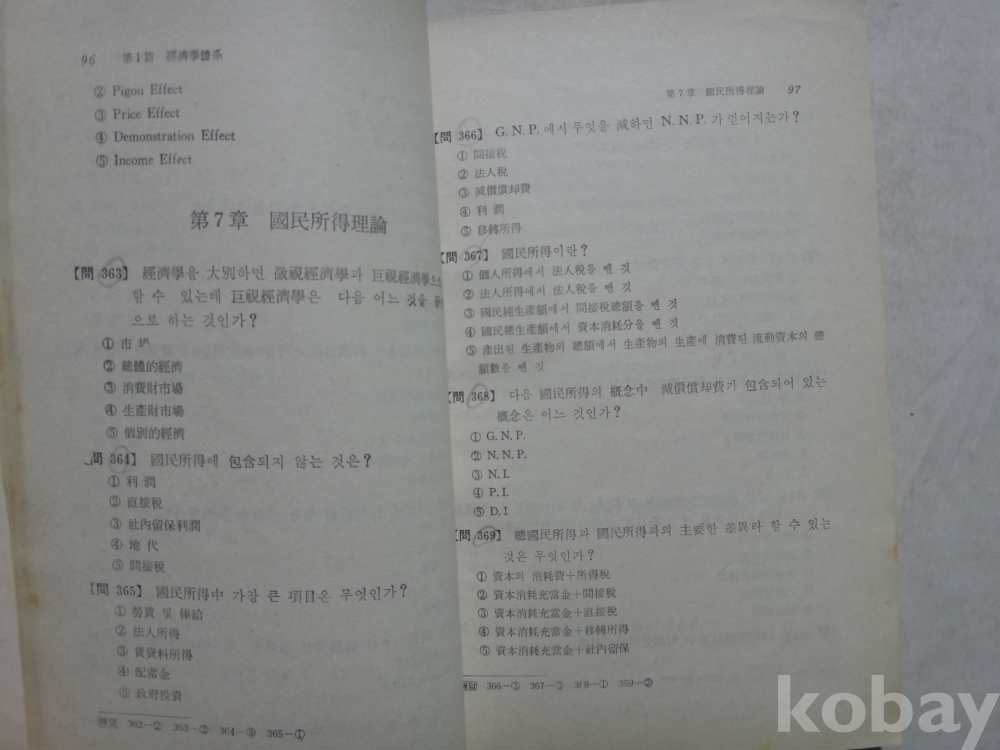 96 第1篇 經濟學體系
② Pigou Effect
③ Price Effect
④ Demonstration Effect
⑤ Income Effect
第7章 國民所得理論
【問 363】 經濟學을 大別하면 微視經濟學과 巨視經濟學으로
할 수 있는데 巨視經濟學은 다음 어느 것을
으로 하는 것인가?
① 市場
② 總體的經濟
③ 消費財市場
④ 生產財市場
⑤ 個別的經濟
問 364】 國民所得에 包含되지 않는 것은?
① 利潤
② 直接稅
③ 社內留保利潤
④ 地代
⑤ 間接稅
【問 365】 國民所得中 가장 큰 項目은 무엇인가?
① 勞賃 및 俸給
② 法人所得
③ 賃貸料所得
④ 配當金
⑤ 政府投資
362—② 363—② 364—⑤ 365—①
第7章 國民所得理論 97
【問 366】 G. N. P. 에서 무엇을 減하면 N. N. P. 가 얻어지는가?
① 間接稅
② 法人稅
③ 減價償却費
④ 利潤
⑤ 移轉所得
【問 367】 國民所得이란?
① 個人所得에서 法人稅를 뺀 것
② 法人所得에서 法人稅를 뺀 것
③ 國民純生產額에서 間接稅總額을 뺀 것
④ 國民總生產額에서 資本消耗分을 뺀 것
⑤ 產出된 生產物의 總額에서 生產物의 生產에 消費된 流動資本의 總
額數를 뺀 것
【問 368】 다음 國民所得의 概念中 減價償却費가 包含되어 있는
概念은 어느 것인가?
① G. N. P.
② N. N. P.
③ N. I.
④ P. I.
⑤ D. I
【問 369】 總國民所得과 國民所得과의 主要한 差異라 할 수 있는
것은 무엇인가?
① 資本의 消耗費＋所得稅
② 資本消耗充當金＋間接稅
③ 資本消耗充當金＋直接稅
④ 資本消耗充當金＋移轉所得
⑤ 資本消耗充當金＋社內留保
366—③ 367—③ 368—① 369—②
kobay